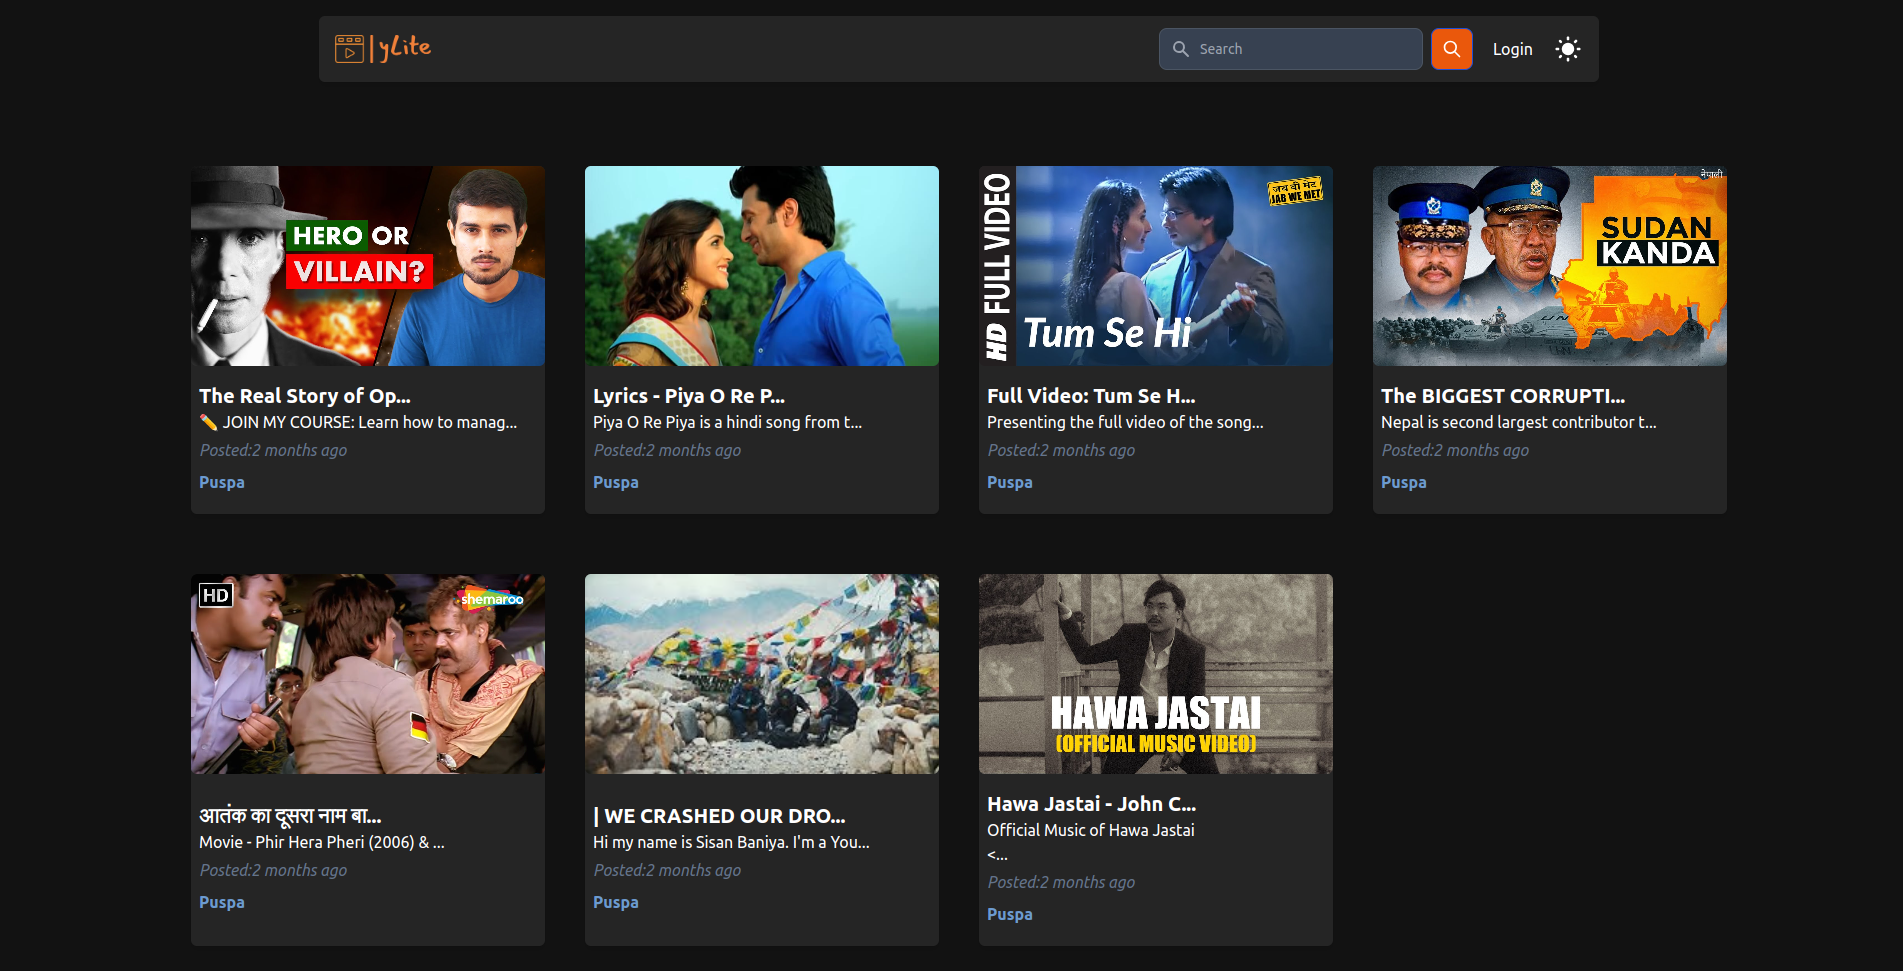 yLite
Search
Login
HERO OR
VILLAIN?
HD FULL VIDEO
जब वी मेट
JAB WE MET
Tum Se Hi
नेपाली
SUDAN
KANDA
The Real Story of Op...
✏️ JOIN MY COURSE: Learn how to manag...
Posted:2 months ago
Puspa
Lyrics - Piya O Re P...
Piya O Re Piya is a hindi song from t...
Posted:2 months ago
Puspa
Full Video: Tum Se H...
Presenting the full video of the song...
Posted:2 months ago
Puspa
The BIGGEST CORRUPTI...
Nepal is second largest contributor t...
Posted:2 months ago
Puspa
HD
shemaroo
HAWA JASTAI
(OFFICIAL MUSIC VIDEO)
आतंक का दूसरा नाम बा...
Movie - Phir Hera Pheri (2006) & ...
Posted:2 months ago
Puspa
| WE CRASHED OUR DRO...
Hi my name is Sisan Baniya. I'm a You...
Posted:2 months ago
Puspa
Hawa Jastai - John C...
Official Music of Hawa Jastai
<...
Posted:2 months ago
Puspa